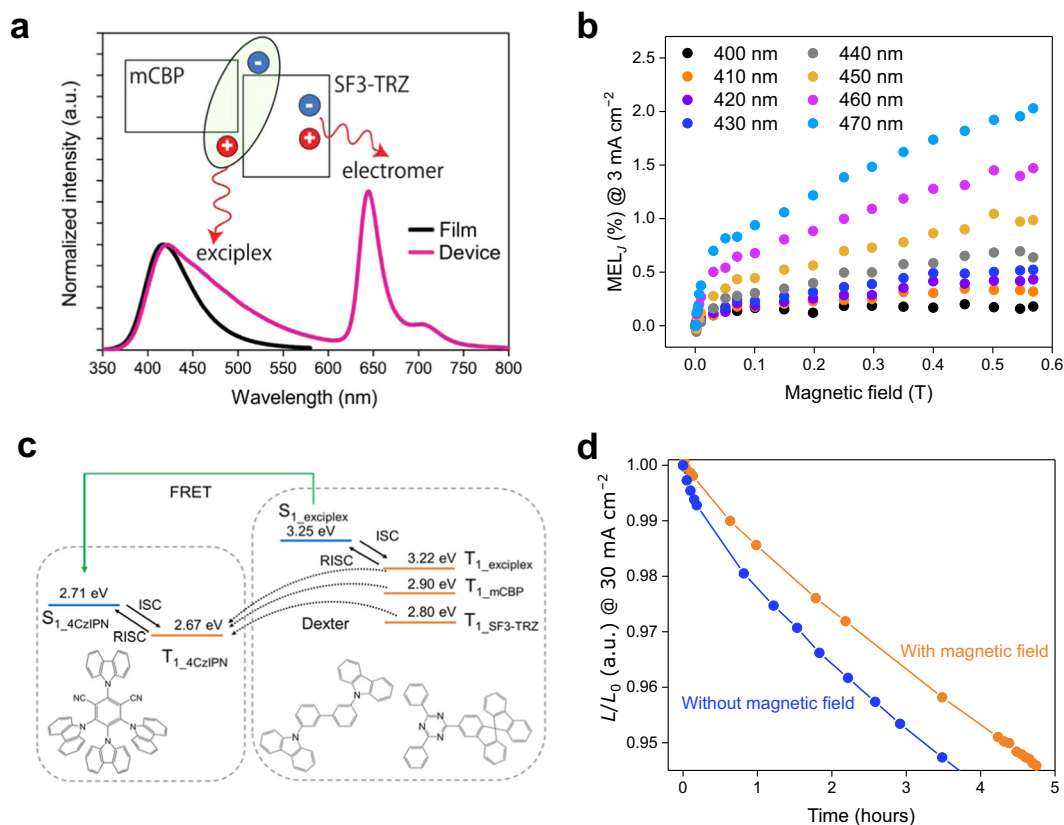 a
Normalized intensity (a.u.)
mCBP
SF3-TRZ
-
-
+
+
electromer
exciplex
Film
Device
350 400 450 500 550 600 650 700 750 800
Wavelength (nm)
b
MEL_J (%) @ 3 mA cm⁻²
2.5
2.0
1.5
1.0
0.5
0.0
400 nm
410 nm
420 nm
430 nm
440 nm
450 nm
460 nm
470 nm
0.0 0.1 0.2 0.3 0.4 0.5 0.6
Magnetic field (T)
c
FRET
S1_exciplex
3.25 eV
ISC
RISC
3.22 eV T1_exciplex
2.90 eV T1_mCBP
2.80 eV T1_SF3-TRZ
Dexter
2.71 eV
S1_4CzIPN
ISC
RISC
2.67 eV
T1_4CzIPN
N
NC
CN
N
N
N
N
N
N
N
N
d
L/L₀ (a.u.) @ 30 mA cm⁻²
1.00
0.99
0.98
0.97
0.96
0.95
With magnetic field
Without magnetic field
0 1 2 3 4 5
Time (hours)